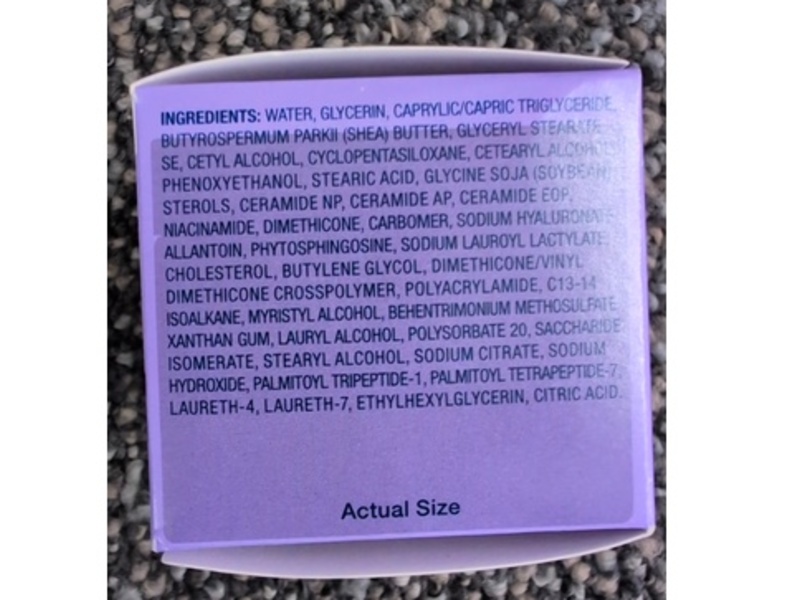 INGREDIENTS: WATER, GLYCERIN, CAPRYLIC/CAPRIC TRIGLYCERIDE,
BUTYROSPERMUM PARKII (SHEA) BUTTER, GLYCERYL STEARATE
SE, CETYL ALCOHOL, CYCLOPENTASILOXANE, CETEARYL ALCOHOL,
PHENOXYETHANOL, STEARIC ACID, GLYCINE SOJA (SOYBEAN)
STEROLS, CERAMIDE NP, CERAMIDE AP, CERAMIDE EOP,
NIACINAMIDE, DIMETHICONE, CARBOMER, SODIUM HYALURONATE,
ALLANTOIN, PHYTOSPHINGOSINE, SODIUM LAUROYL LACTYLATE,
CHOLESTEROL, BUTYLENE GLYCOL, DIMETHICONE/VINYL
DIMETHICONE CROSSPOLYMER, POLYACRYLAMIDE, C13-14
ISOALKANE, MYRISTYL ALCOHOL, BEHENTRIMONIUM METHOSULFATE,
XANTHAN GUM, LAURYL ALCOHOL, POLYSORBATE 20, SACCHARIDE
ISOMERATE, STEARYL ALCOHOL, SODIUM CITRATE, SODIUM
HYDROXIDE, PALMITOYL TRIPEPTIDE-1, PALMITOYL TETRAPEPTIDE-7,
LAURETH-4, LAURETH-7, ETHYLHEXYLGLYCERIN, CITRIC ACID.
Actual Size